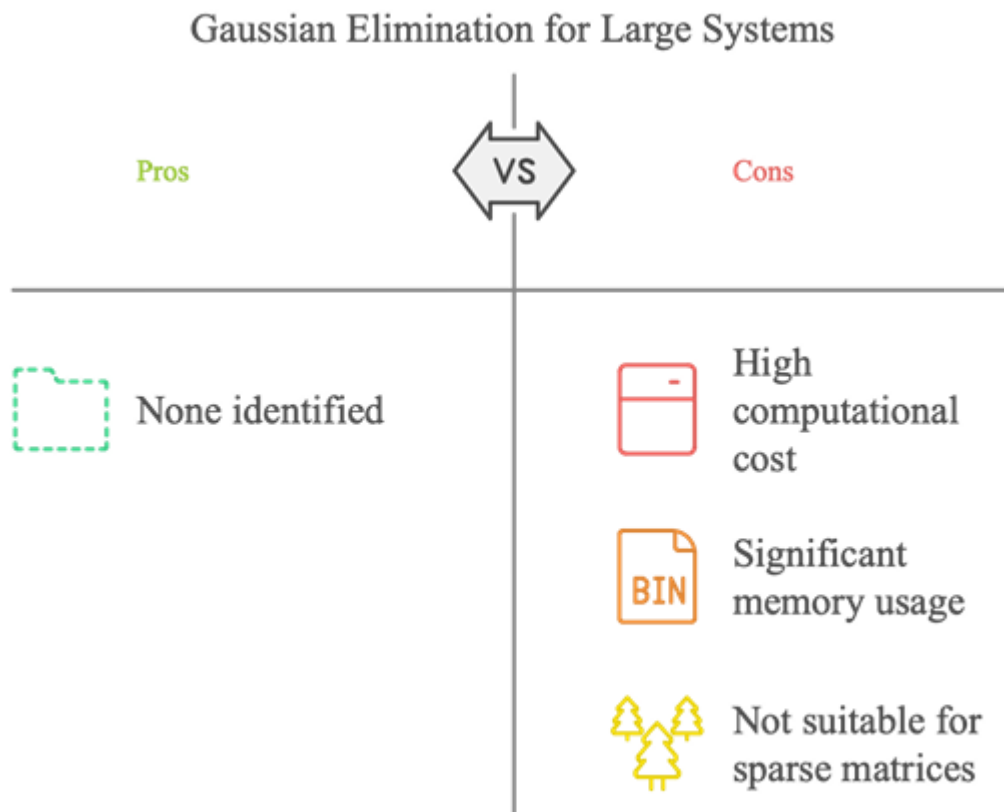 Gaussian Elimination for Large Systems
Pros
VS
Cons
None identified
High
computational
cost
BIN
Significant
memory usage
Not suitable for
sparse matrices